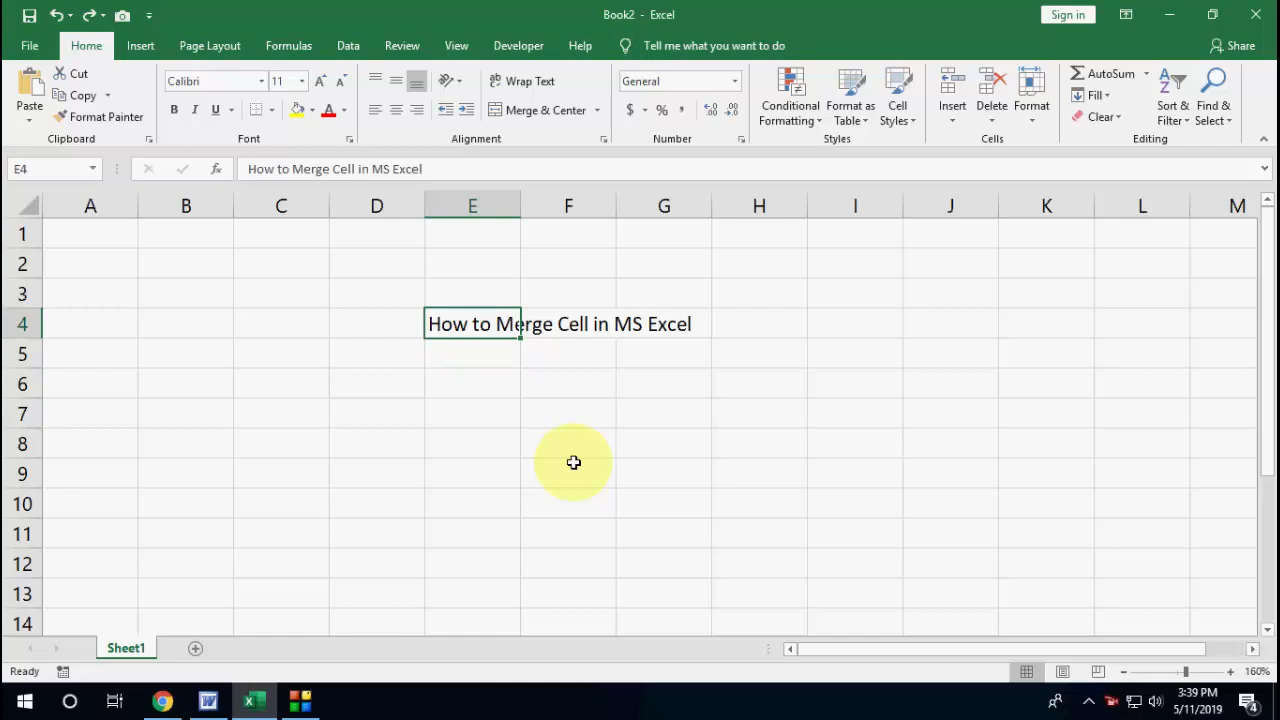 Book2 - Excel
Sign in
File Home Insert Page Layout Formulas Data Review View Developer Help Tell me what you want to do Share
Paste
Cut
Copy
Format Painter
Clipboard
Calibri 11
B I U
A A
Font
Wrap Text
Merge & Center
Alignment
General
$ % ,
Number
Conditional Formatting
Format as Table
Cell Styles
Styles
Insert Delete Format
Cells
AutoSum
Fill
Clear
Sort & Filter
Find & Select
Editing
E4 fx How to Merge Cell in MS Excel
A B C D E F G H I J K L M
1
2
3
4 How to Merge Cell in MS Excel
5
6
7
8
9
10
11
12
13
14
Sheet1
Ready 160%
3:39 PM
5/11/2019
4